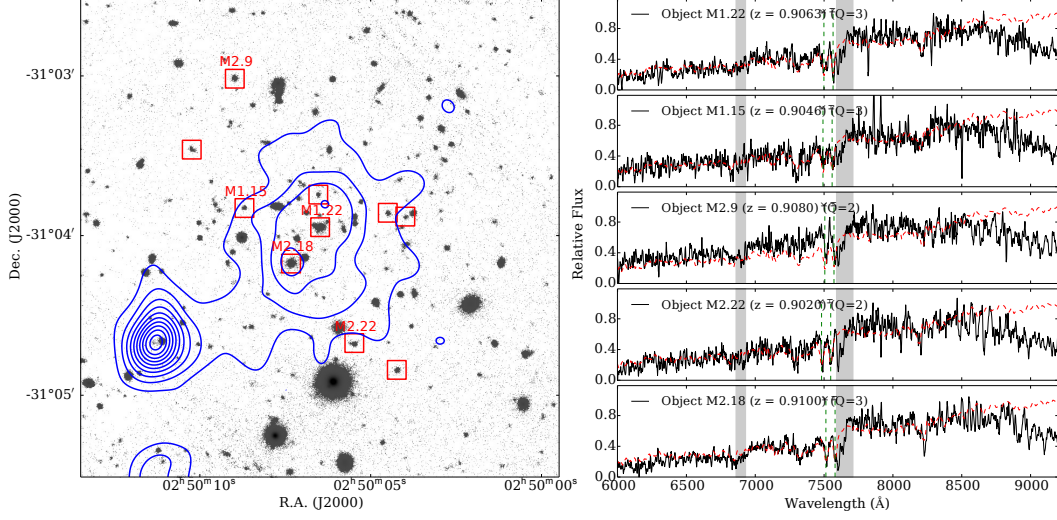 M2.9
M1.15
M1.22
M2.18
M2.22
-31°03′
-31°04′
-31°05′
Dec. (J2000)
02ʰ50ᵐ10ˢ
02ʰ50ᵐ05ˢ
02ʰ50ᵐ00ˢ
R.A. (J2000)
Object M1.22 (z = 0.9063) (Q=3)
0.8
0.4
0.0
Object M1.15 (z = 0.9046) (Q=3)
0.8
0.4
0.0
Object M2.9 (z = 0.9080) (Q=2)
0.8
0.4
0.0
Object M2.22 (z = 0.9020) (Q=2)
0.8
0.4
0.0
Object M2.18 (z = 0.9100) (Q=3)
0.8
0.4
0.0
Relative Flux
6000 6500 7000 7500 8000 8500 9000
Wavelength (Å)